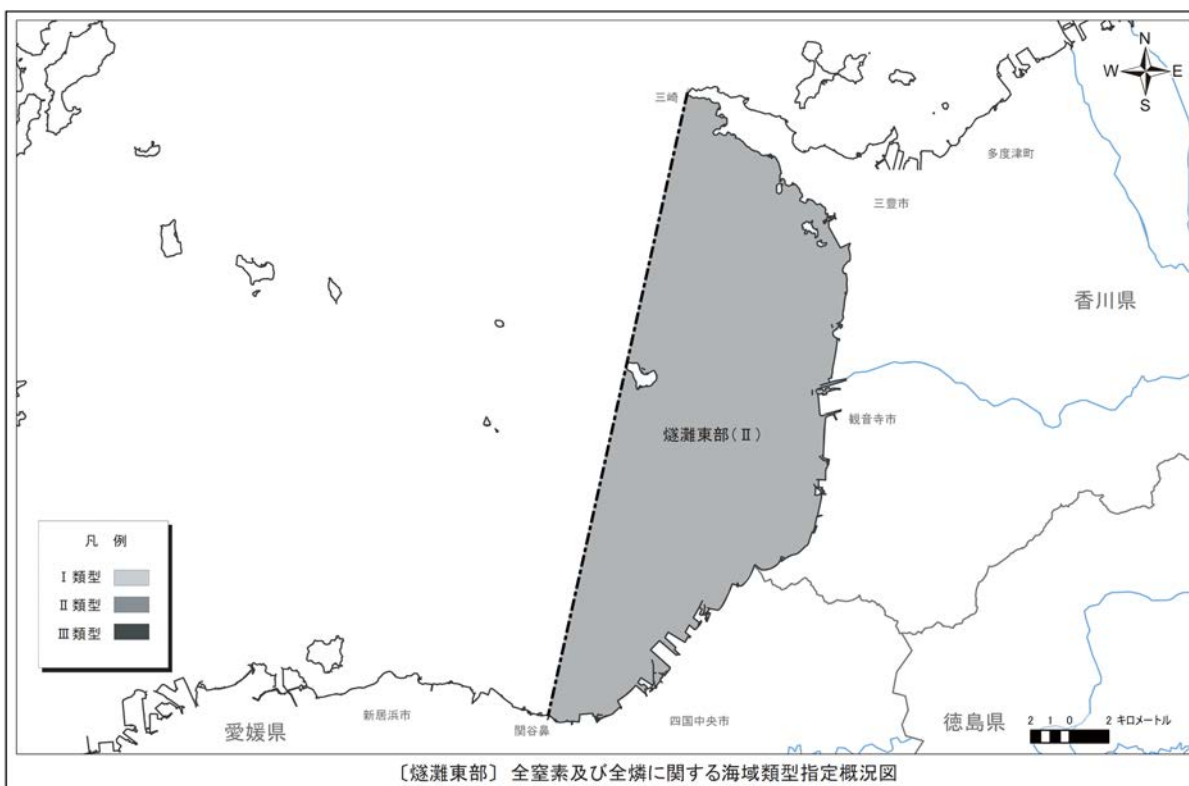 N
W E
S
三崎
多度津町
三豊市
香川県
観音寺市
燧灘東部(Ⅱ)
凡 例
Ⅰ類型
Ⅱ類型
Ⅲ類型
愛媛県
新居浜市
関谷鼻
四国中央市
徳島県
2 1 0 2 キロメートル
〔燧灘東部〕 全窒素及び全燐に関する海域類型指定概況図